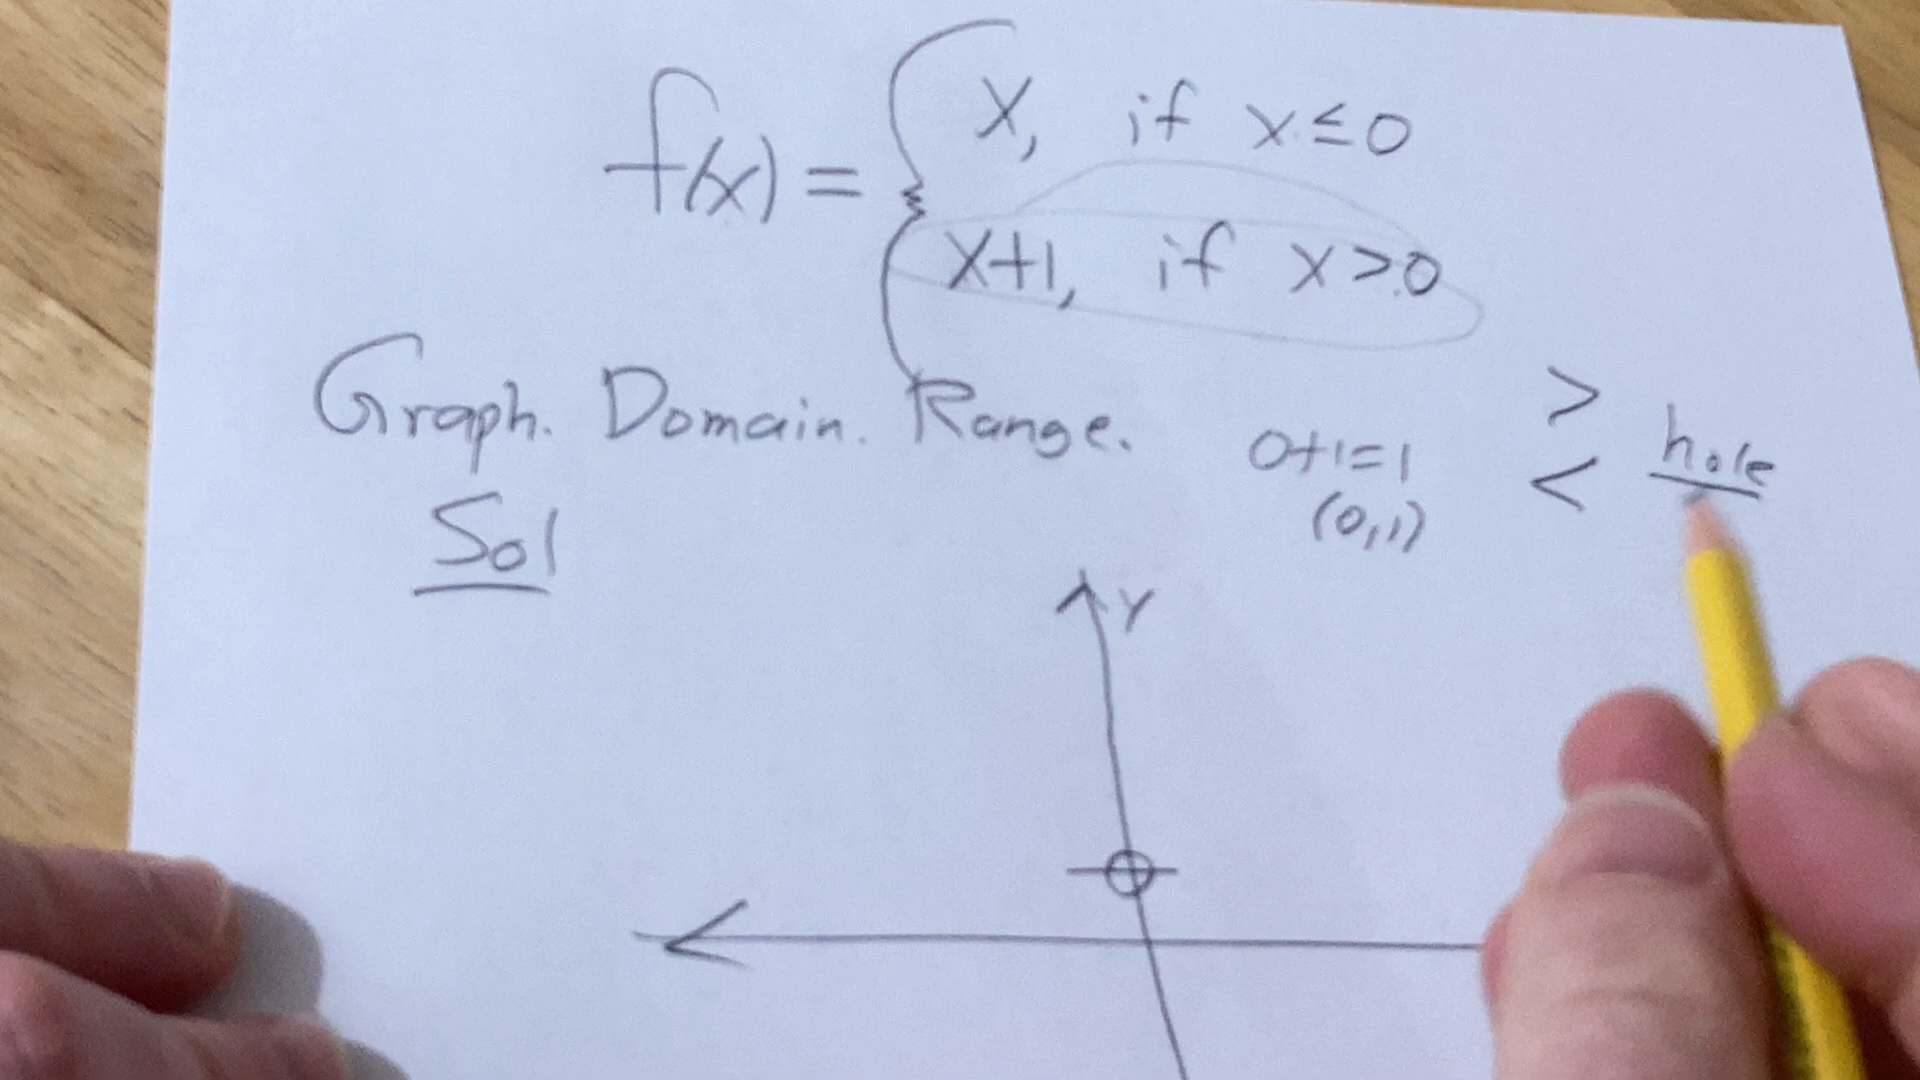 f(x) = { x, if x ≤ 0
x+1, if x > 0
Graph. Domain. Range.
0+1=1
(0,1)
>
< hole
Sol
Y